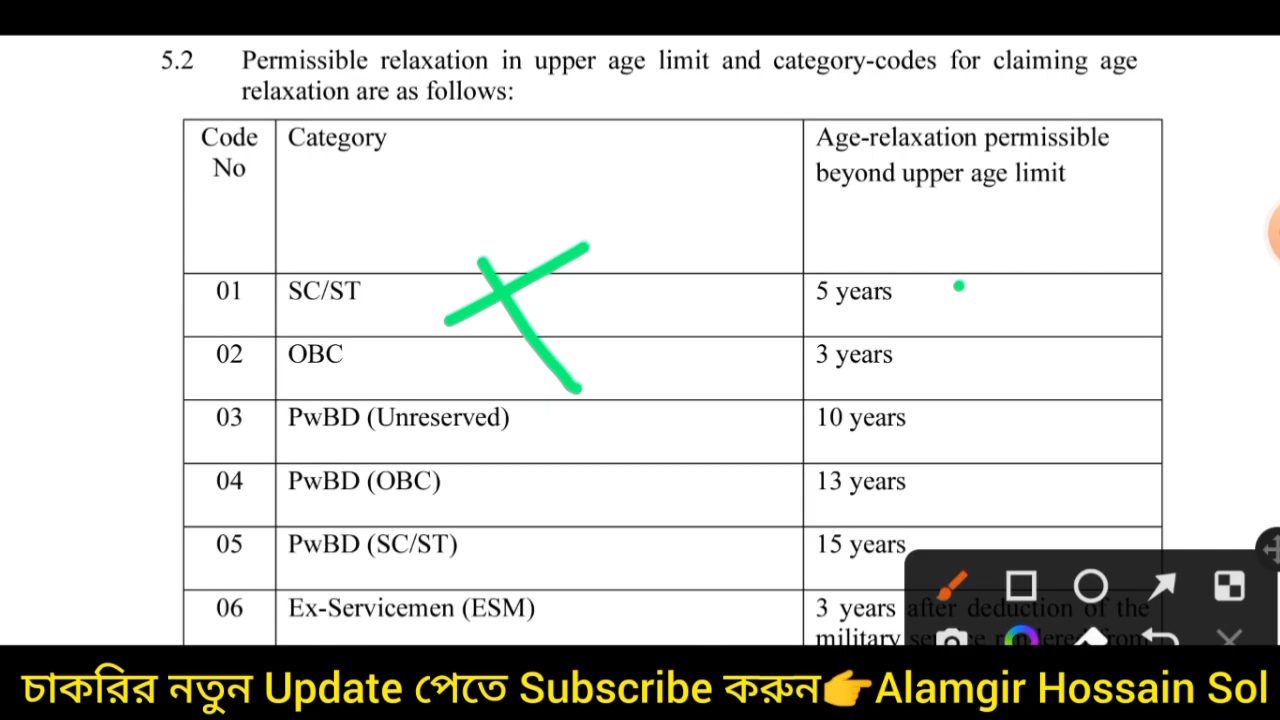 5.2 Permissible relaxation in upper age limit and category-codes for claiming age
relaxation are as follows:
Code No Category Age-relaxation permissible beyond upper age limit
01 SC/ST 5 years
02 OBC 3 years
03 PwBD (Unreserved) 10 years
04 PwBD (OBC) 13 years
05 PwBD (SC/ST) 15 years
06 Ex-Servicemen (ESM) 3 years after deduction of the
military
চাকরির নতুন Update পেতে Subscribe করুন👉Alamgir Hossain Sol